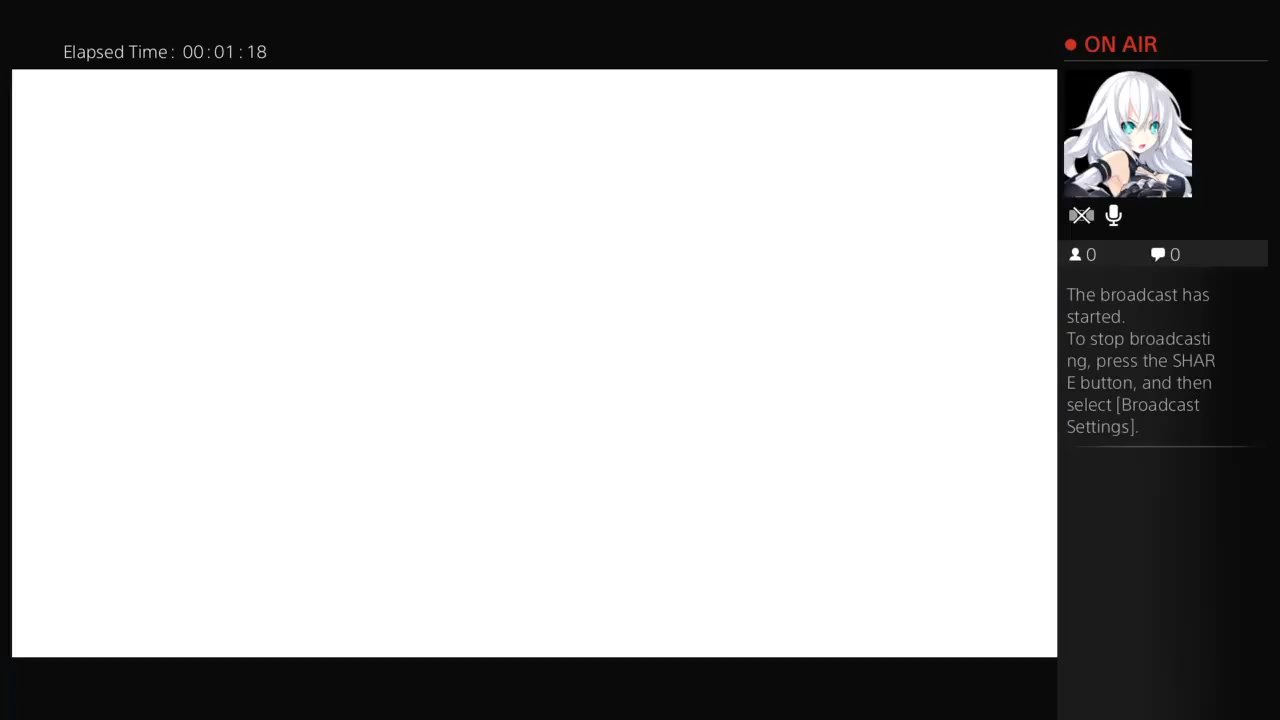 Elapsed Time: 00:01:18
ON AIR
0 0
The broadcast has
started.
To stop broadcasti
ng, press the SHAR
E button, and then
select [Broadcast
Settings].